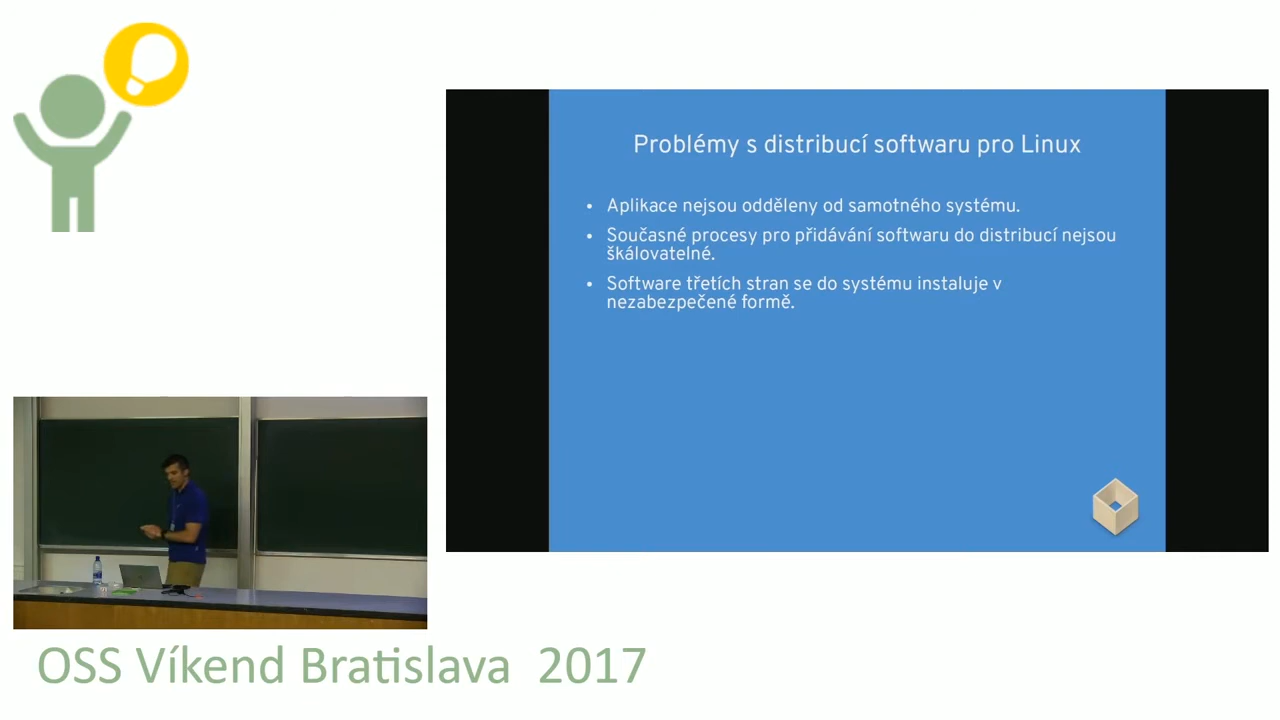 Problémy s distribucí softwaru pro Linux
• Aplikace nejsou odděleny od samotného systému.
• Současné procesy pro přidávání softwaru do distribucí nejsou
škálovatelné.
• Software třetích stran se do systému instaluje v
nezabezpečené formě.
OSS Víkend Bratislava 2017